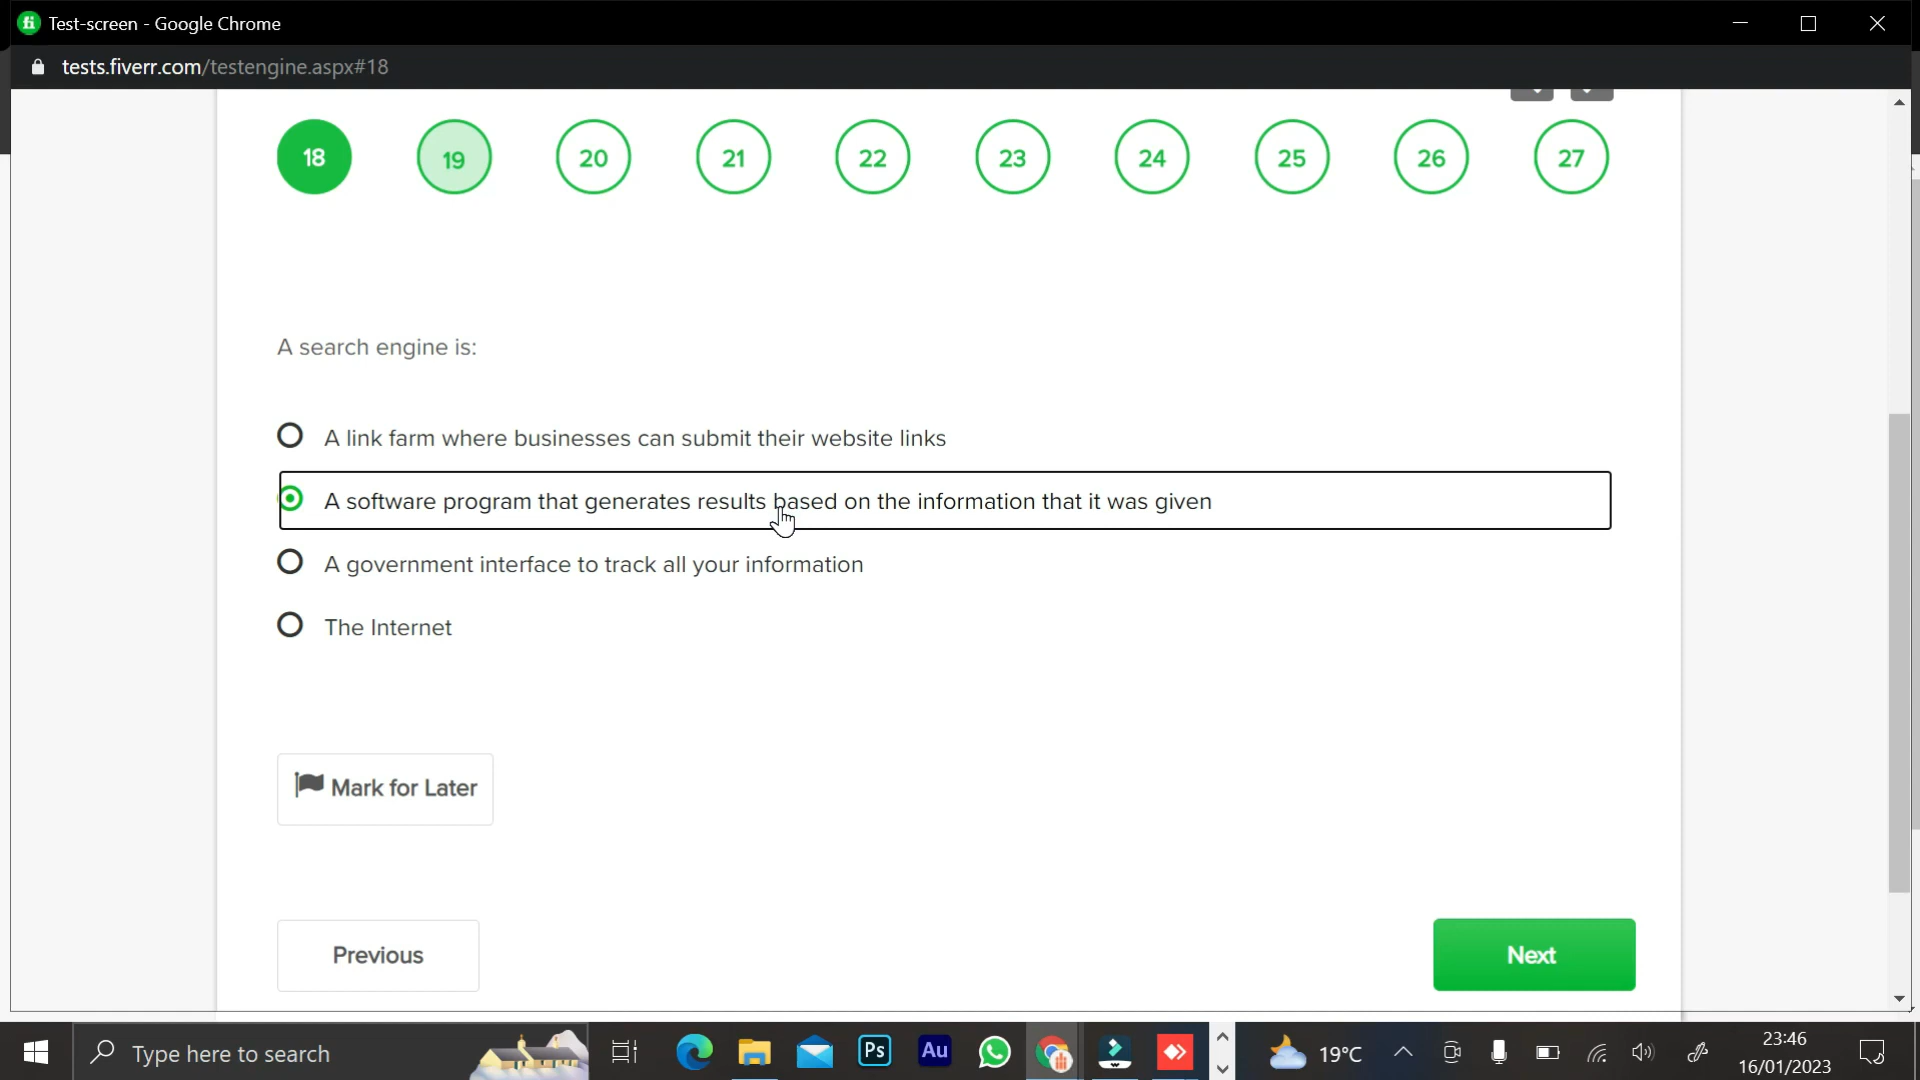 Test-screen - Google Chrome
tests.fiverr.com/testengine.aspx#18
18 19 20 21 22 23 24 25 26 27
A search engine is:
A link farm where businesses can submit their website links
A software program that generates results based on the information that it was given
A government interface to track all your information
The Internet
Mark for Later
Previous
Next
Type here to search
Ps
Au
19°C
23:46
16/01/2023